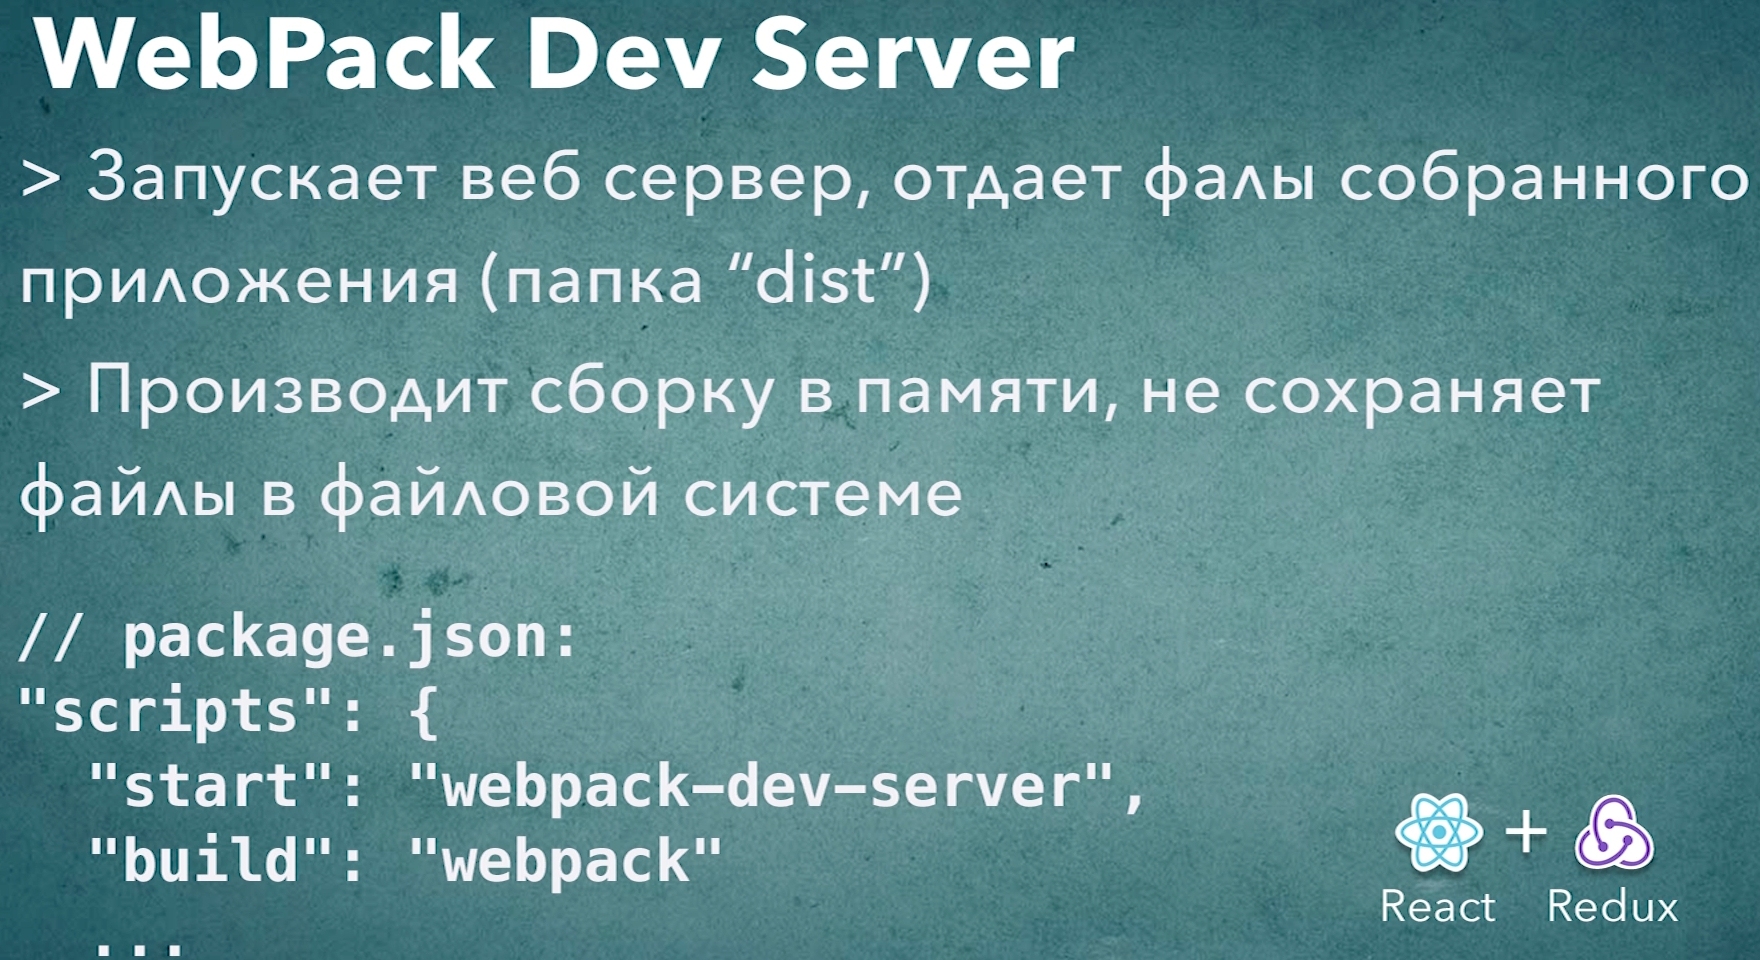 WebPack Dev Server
> Запускает веб сервер, отдает фалы собранного
приложения (папка “dist”)
> Производит сборку в памяти, не сохраняет
файлы в файловой системе
// package.json:
"scripts": {
  "start": "webpack-dev-server",
  "build": "webpack"
  ...
+
React Redux